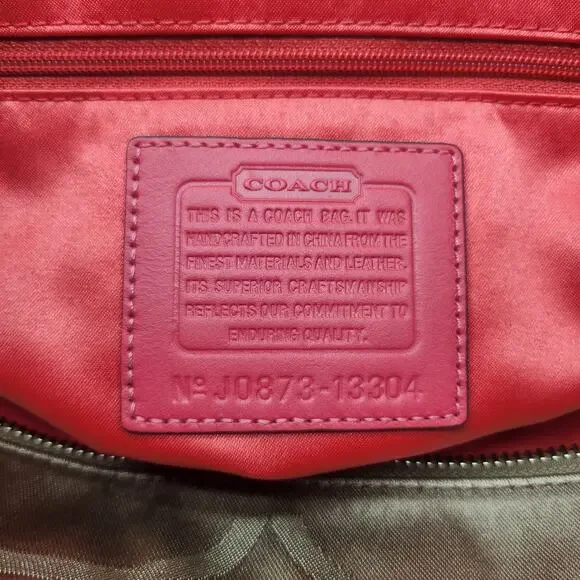 COACH
THIS IS A COACH BAG. IT WAS
HANDCRAFTED IN CHINA FROM THE
FINEST MATERIALS AND LEATHER.
ITS SUPERIOR CRAFTSMANSHIP
REFLECTS OUR COMMITMENT TO
ENDURING QUALITY.
Nº J0873-13304